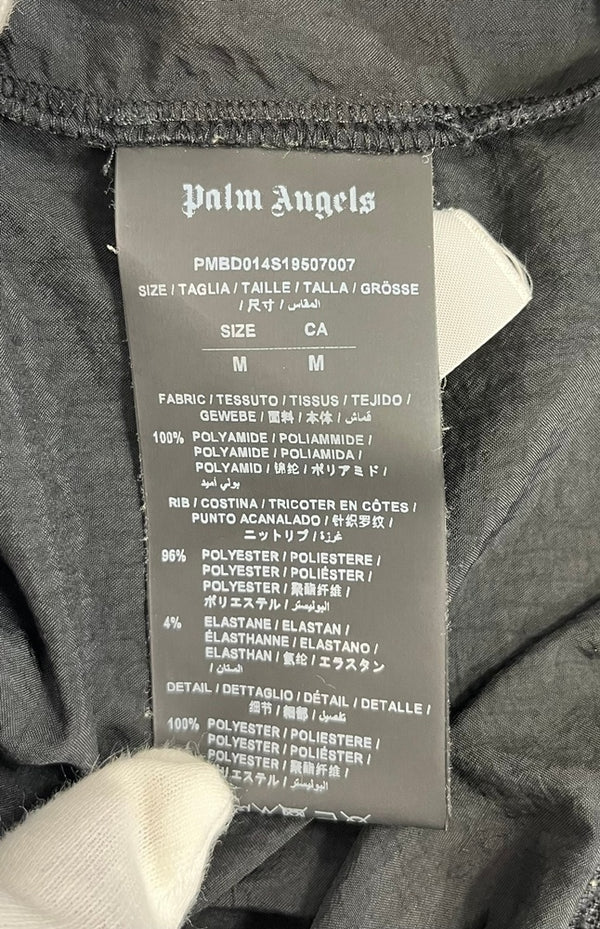 Palm Angels
PMBD014S19507007
SIZE / TAGLIA / TAILLE / TALLA / GRÖSSE
/ 尺寸 / المقاس
SIZE CA
M M
FABRIC / TESSUTO / TISSUS / TEJIDO /
GEWEBE / 面料 / 本体 / قماش
100% POLYAMIDE / POLIAMMIDE /
POLYAMIDE / POLIAMIDA /
POLYAMID / 锦纶 / ポリアミド /
بولي أميد
RIB / COSTINA / TRICOTER EN CÔTES /
PUNTO ACANALADO / 针织罗纹 /
ニットリブ / غرزة
96% POLYESTER / POLIESTERE /
POLYESTER / POLIÉSTER /
POLYESTER / 聚酯纤维 /
ポリエステル / البوليستر
4% ELASTANE / ELASTAN /
ÉLASTHANNE / ELASTANO /
ELASTHAN / 氨纶 / エラスタン
/ الستان
DETAIL / DETTAGLIO / DÉTAIL / DETALLE /
细节 / 細部 / تفصيل
100% POLYESTER / POLIESTERE /
POLYESTER / POLIÉSTER /
POLYESTER / 聚酯纤维 /
ポリエステル / البوليستر